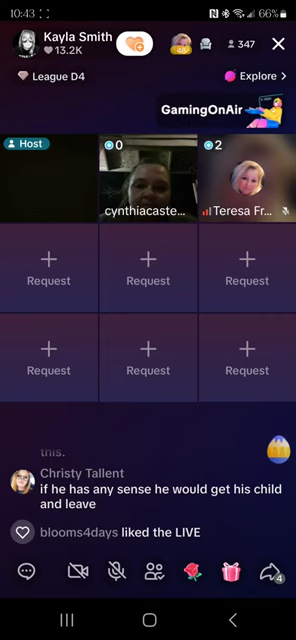 10:43 66%
Kayla Smith
13.2K
347
League D4
Explore >
GamingOnAir
Host
0
2
cynthiacaste...
Teresa Fr...
Request
Request
Request
Request
Request
Request
this.
Christy Tallent
if he has any sense he would get his child
and leave
blooms4days liked the LIVE
4